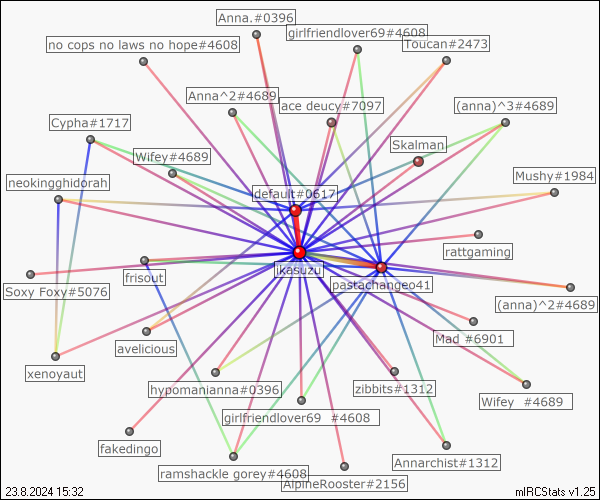 Anna.#0396
girlfriendlover69#4608
no cops no laws no hope#4608
Toucan#2473
Anna^2#4689
ace deucy#7097
(anna)^3#4689
Cypha#1717
Skalman
Wifey#4689
Mushy#1984
neokingghidorah
default#0617
rattgaming
ikasuzu
frisout
pastachangeo41
Soxy Foxy#5076
(anna)^2#4689
Mad #6901
avelicious
xenoyaut
hypomanianna#0396
zibbits#1312
Wifey #4689
girlfriendlover69 #4608
fakedingo
Annarchist#1312
ramshackle gorey#4608
AlpineRooster#2156
23.8.2024 15:32
mIRCStats v1.25